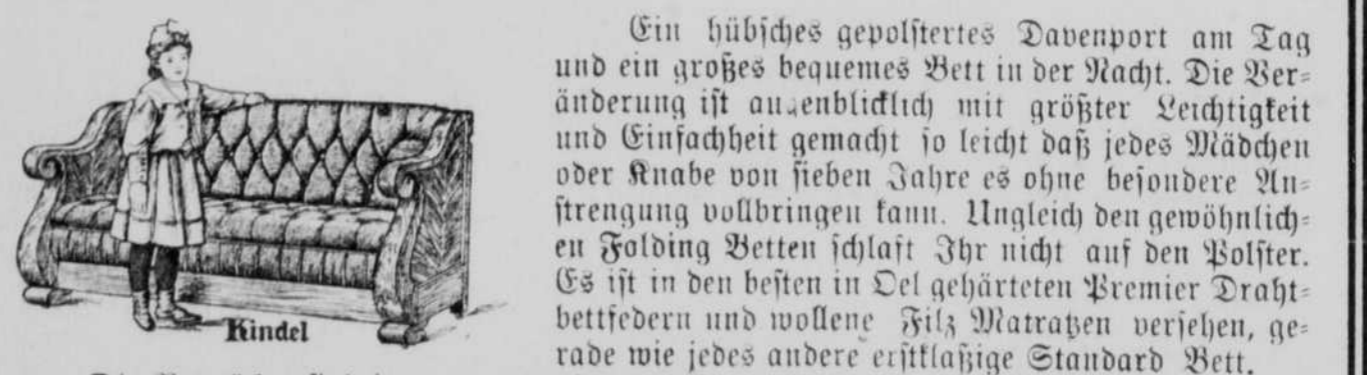 Kindel
Ein hübsches gepolstertes Davenport am Tag
und ein großes bequemes Bett in der Nacht. Die Ver-
änderung ist augenblicklich mit größter Leichtigkeit
und Einfachheit gemacht so leicht daß jedes Mädchen
oder Knabe von sieben Jahre es ohne besondere An-
strengung vollbringen kann. Ungleich den gewöhnlich-
en Folding Betten schlaft Ihr nicht auf den Polster.
Es ist in den besten in Oel gehärteten Premier Draht-
bettfedern und wollene Filz Matratzen versehen, ge-
rade wie jedes andere erstklaßige Standard Bett.